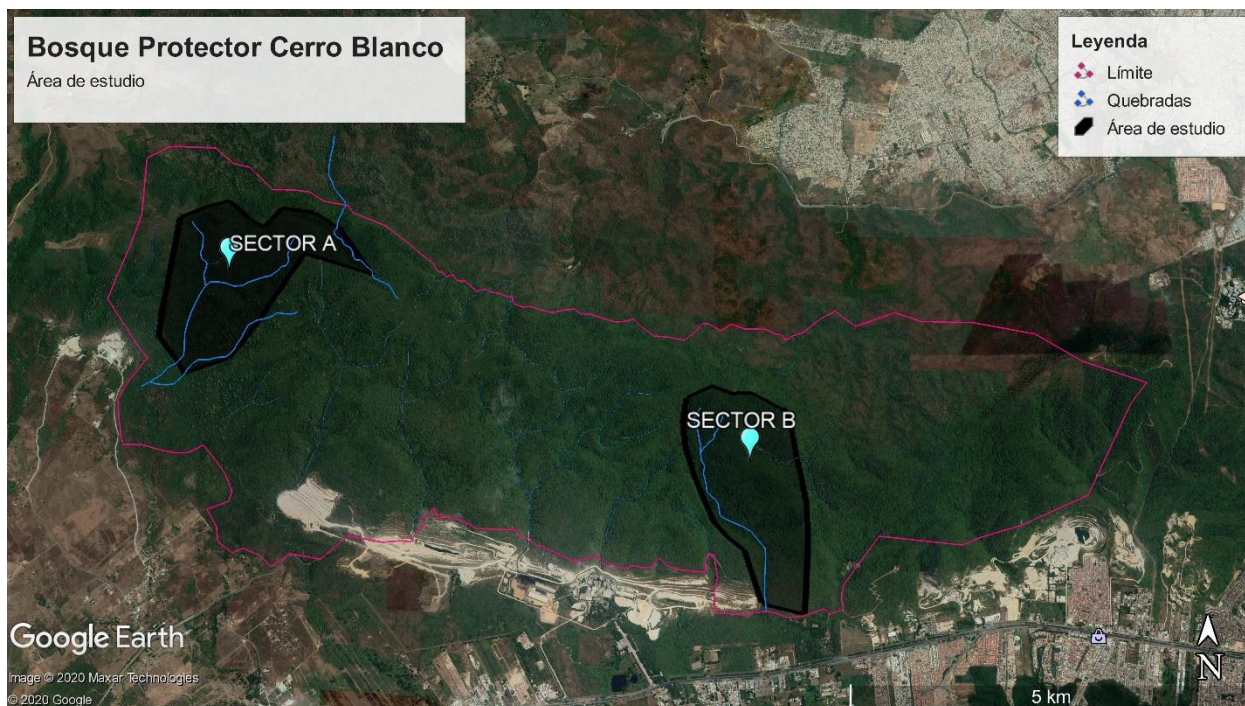 Bosque Protector Cerro Blanco
Área de estudio
Leyenda
Límite
Quebradas
Área de estudio
SECTOR A
SECTOR B
Google Earth
Image © 2020 Maxar Technologies
© 2020 Google
5 km
N